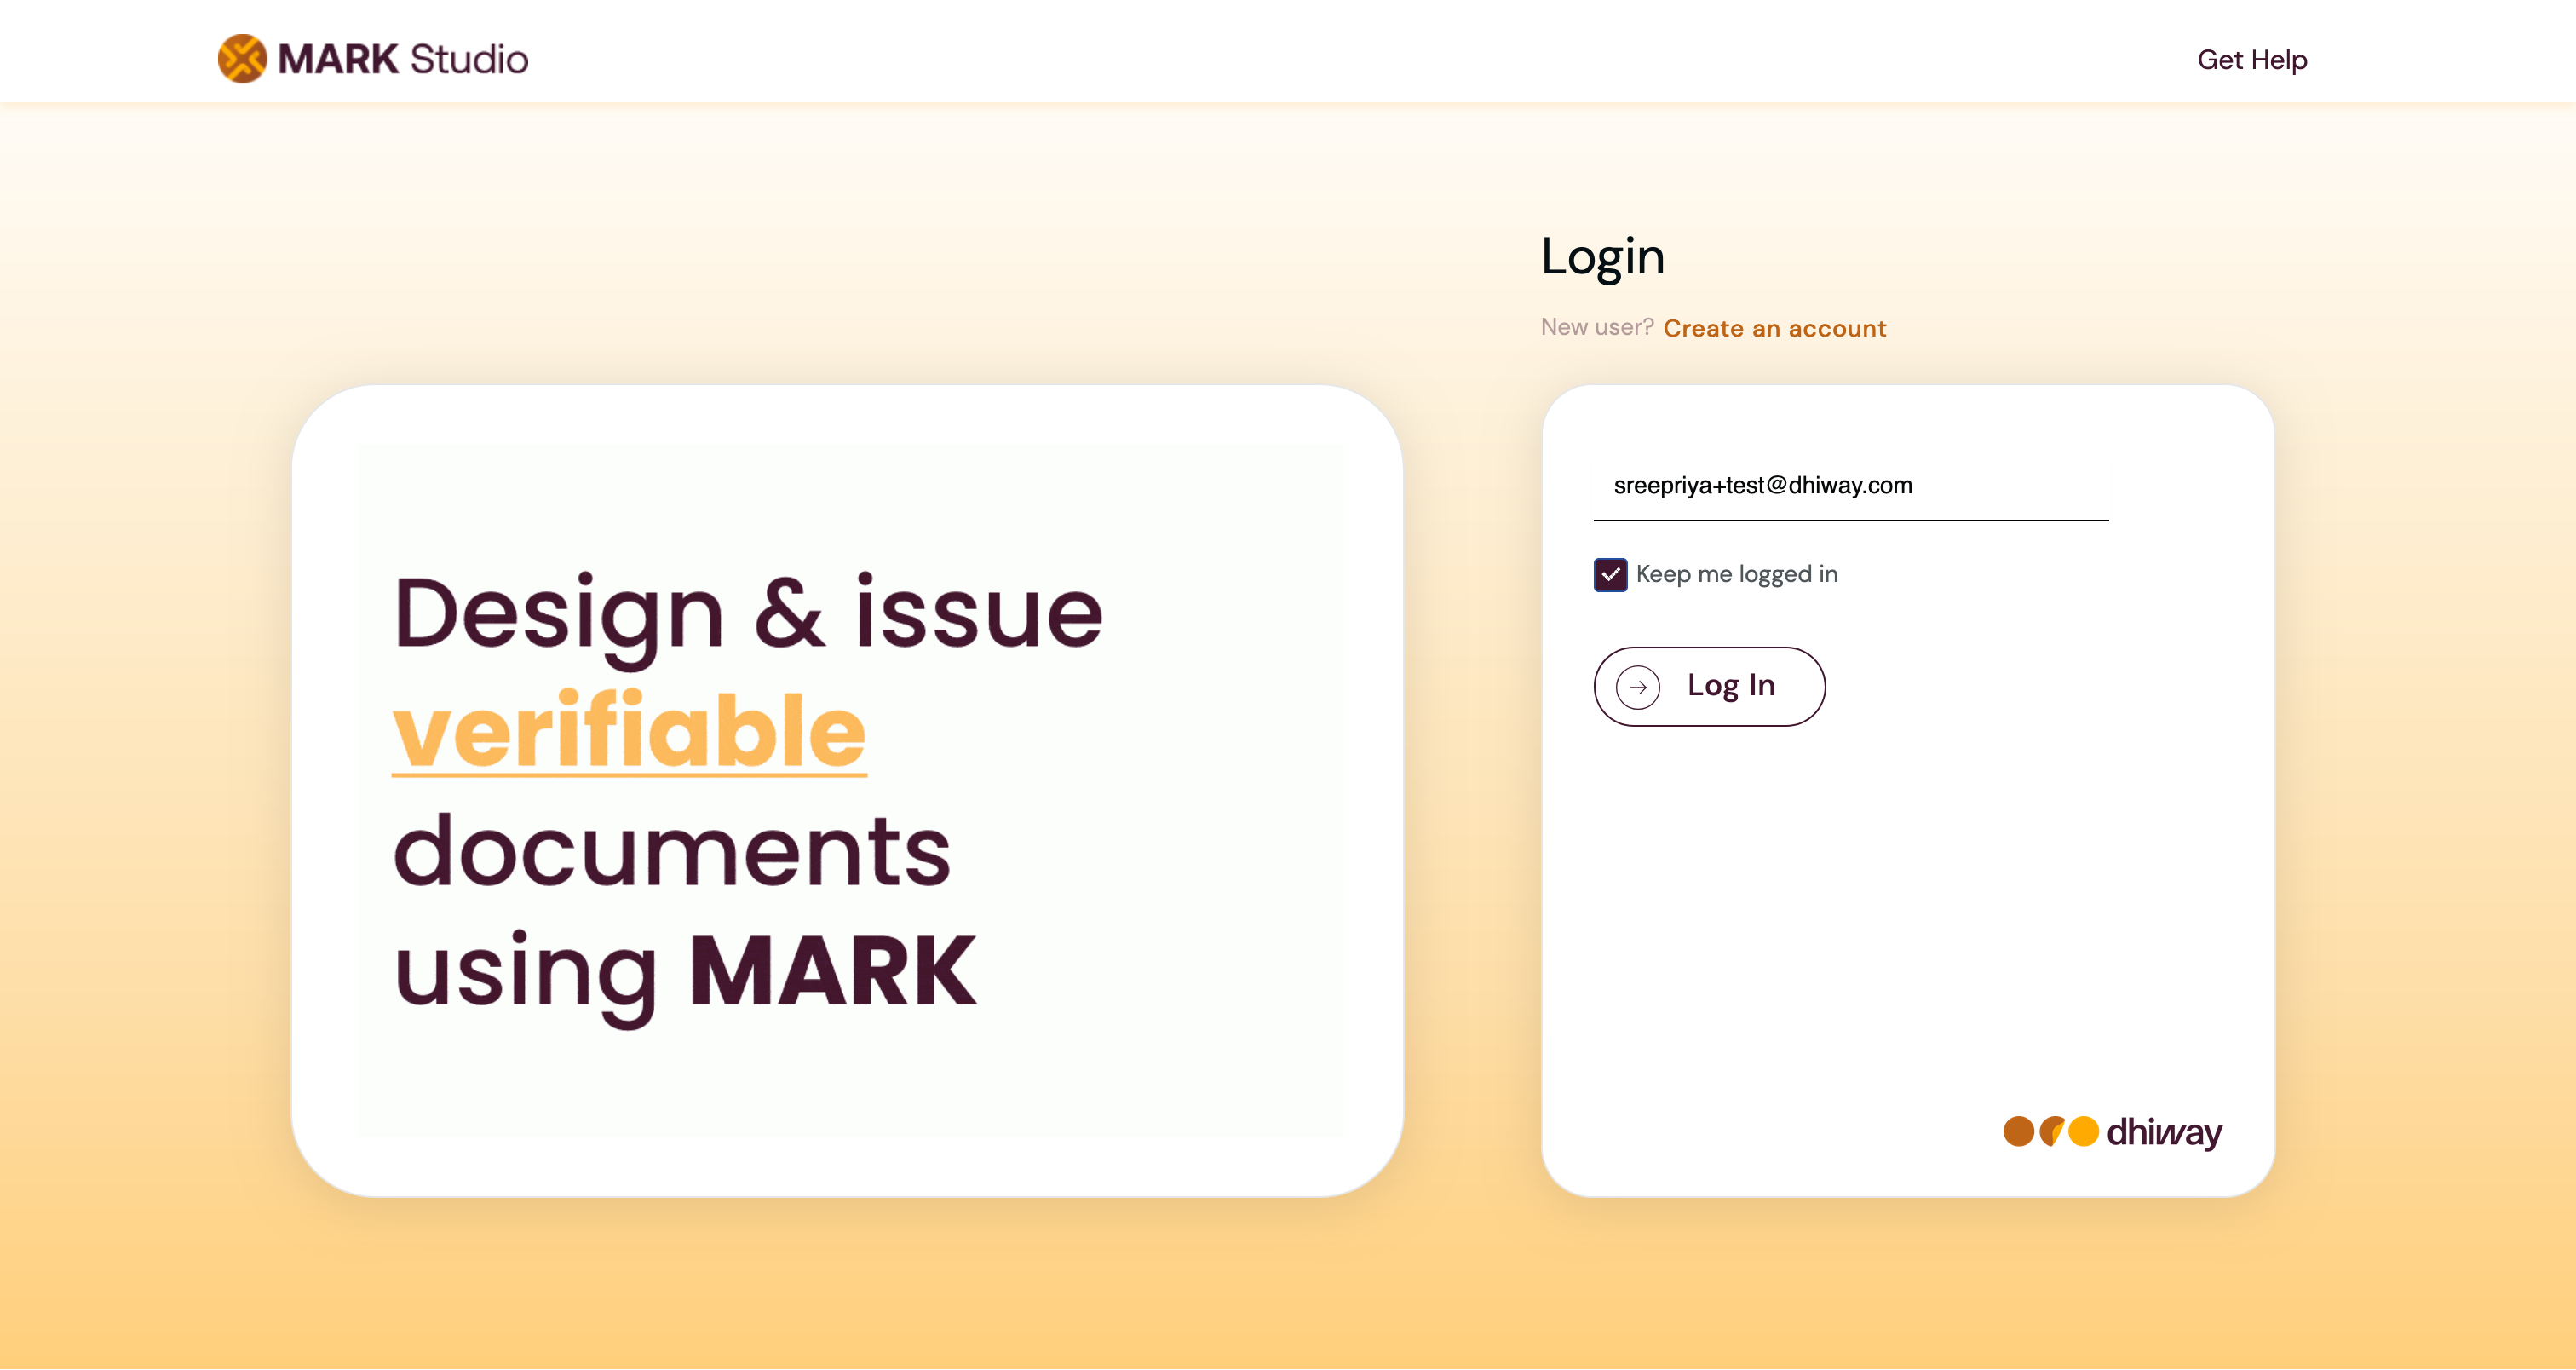 MARK Studio
Get Help
Login
New user? Create an account
Design & issue
verifiable
documents
using MARK
sreepriya+test@dhiway.com
Keep me logged in
Log In
dhiway